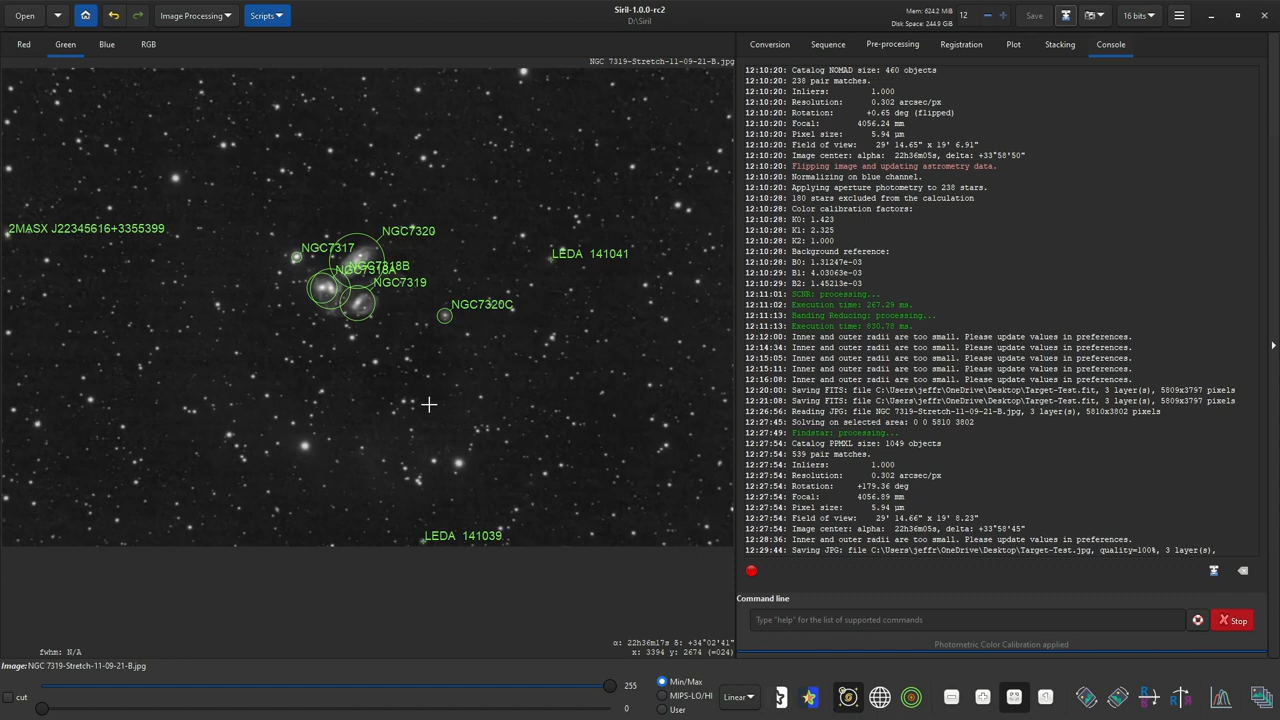 Open
Image Processing
Scripts
Siril-1.0.0-rc2
D:\Siril
Mem: 624.2 MiB
Disk Space: 244.9 GiB
12
Save
16 bits
Red
Green
Blue
RGB
Conversion
Sequence
Pre-processing
Registration
Plot
Stacking
Console
NGC 7319-Stretch-11-09-21-B.jpg
2MASX J22345616+3355399
NGC7320
NGC7317
NGC7318B
NGC7318A
NGC7319
LEDA 141041
NGC7320C
LEDA 141039
12:10:20: Catalog NOMAD size: 460 objects
12:10:20: 238 pair matches.
12:10:20: Inliers: 1.000
12:10:20: Resolution: 0.302 arcsec/px
12:10:20: Rotation: +0.65 deg (flipped)
12:10:20: Focal: 4056.24 mm
12:10:20: Pixel size: 5.94 µm
12:10:20: Field of view: 29' 14.65" x 19' 6.91"
12:10:20: Image center: alpha: 22h36m05s, delta: +33°58'50"
12:10:20: Flipping image and updating astrometry data.
12:10:20: Normalizing on blue channel.
12:10:20: Applying aperture photometry to 238 stars.
12:10:28: 180 stars excluded from the calculation
12:10:28: Color calibration factors:
12:10:28: K0: 1.423
12:10:28: K1: 2.325
12:10:28: K2: 1.000
12:10:28: Background reference:
12:10:28: B0: 1.31247e-03
12:10:29: B1: 4.03063e-03
12:10:29: B2: 1.45213e-03
12:11:01: SCNR: processing...
12:11:02: Execution time: 267.29 ms.
12:11:13: Banding Reducing: processing...
12:11:13: Execution time: 830.78 ms.
12:12:00: Inner and outer radii are too small. Please update values in preferences.
12:14:34: Inner and outer radii are too small. Please update values in preferences.
12:15:05: Inner and outer radii are too small. Please update values in preferences.
12:15:11: Inner and outer radii are too small. Please update values in preferences.
12:16:08: Inner and outer radii are too small. Please update values in preferences.
12:20:00: Saving FITS: file C:\Users\jeffr\OneDrive\Desktop\Target-Test.fit, 3 layer(s), 5809x3797 pixels
12:21:08: Saving FITS: file C:\Users\jeffr\OneDrive\Desktop\Target-Test.fit, 3 layer(s), 5809x3797 pixels
12:26:56: Reading JPG: file NGC 7319-Stretch-11-09-21-B.jpg, 3 layer(s), 5810x3802 pixels
12:27:45: Solving on selected area: 0 0 5810 3802
12:27:49: Findstar: processing...
12:27:54: Catalog PPMXL size: 1049 objects
12:27:54: 539 pair matches.
12:27:54: Inliers: 1.000
12:27:54: Resolution: 0.302 arcsec/px
12:27:54: Rotation: +179.36 deg
12:27:54: Focal: 4056.89 mm
12:27:54: Pixel size: 5.94 µm
12:27:54: Field of view: 29' 14.66" x 19' 8.23"
12:27:54: Image center: alpha: 22h36m05s, delta: +33°58'45"
12:28:36: Inner and outer radii are too small. Please update values in preferences.
12:29:44: Saving JPG: file C:\Users\jeffr\OneDrive\Desktop\Target-Test.jpg, quality=100%, 3 layer(s),
Command line
Type "help" for the list of supported commands
Stop
Photometric Color Calibration applied
fwhm: N/A
α: 22h36m17s δ: +34°02'41"
x: 3394 y: 2674 (=024)
Image: NGC 7319-Stretch-11-09-21-B.jpg
cut
255
0
Min/Max
MIPS-LO/HI
User
Linear